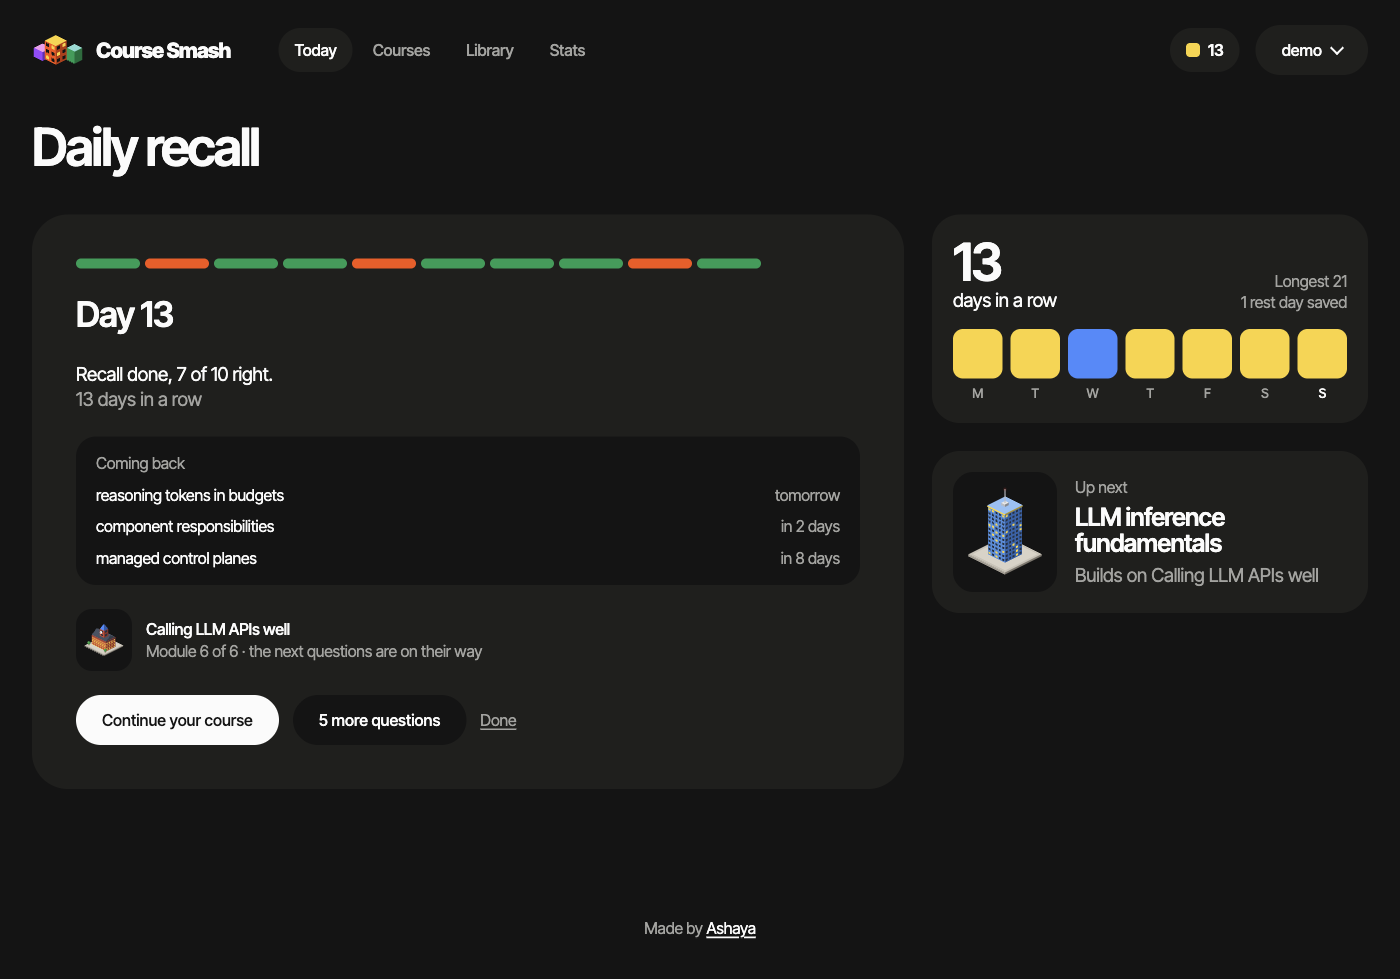 Course Smash
Today
Courses
Library
Stats
13
demo
Daily recall
Day 13
Recall done, 7 of 10 right.
13 days in a row
Coming back
reasoning tokens in budgets
tomorrow
component responsibilities
in 2 days
managed control planes
in 8 days
Calling LLM APIs well
Module 6 of 6 · the next questions are on their way
Continue your course
5 more questions
Done
13
days in a row
Longest 21
1 rest day saved
M T W T F S S
Up next
LLM inference
fundamentals
Builds on Calling LLM APIs well
Made by Ashaya